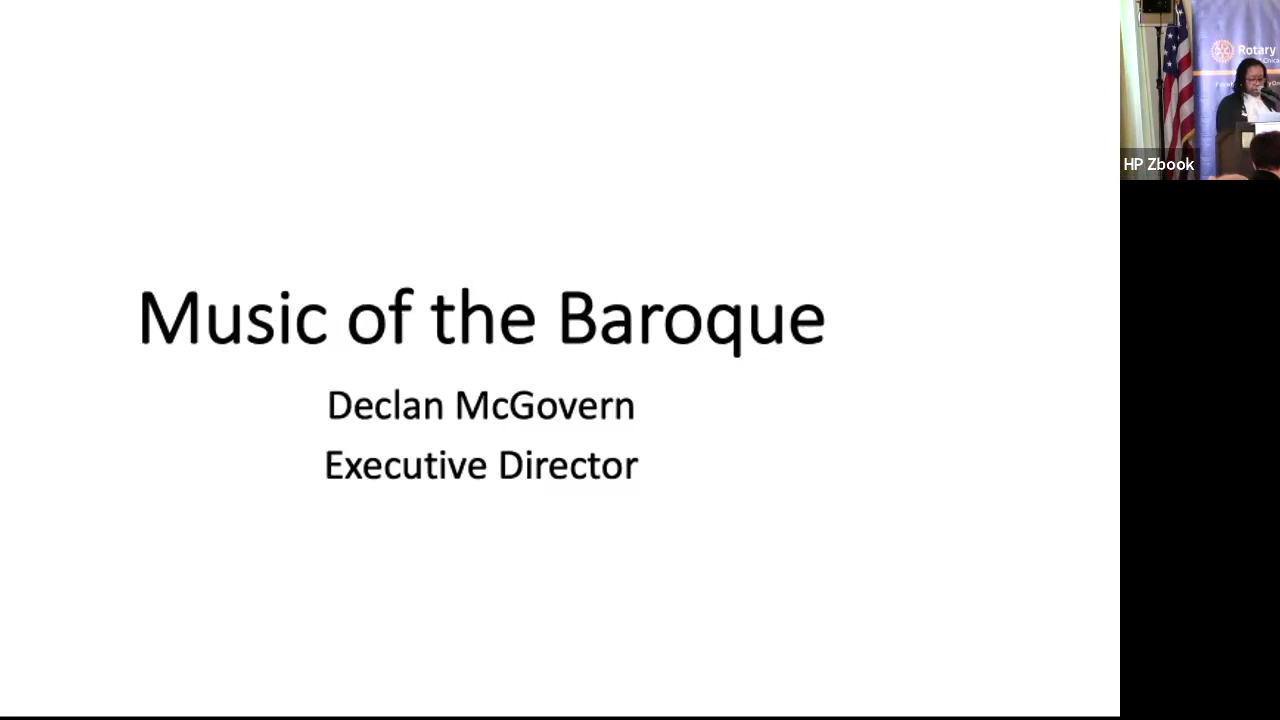 Music of the Baroque
Declan McGovern
Executive Director
Rotary
HP Zbook